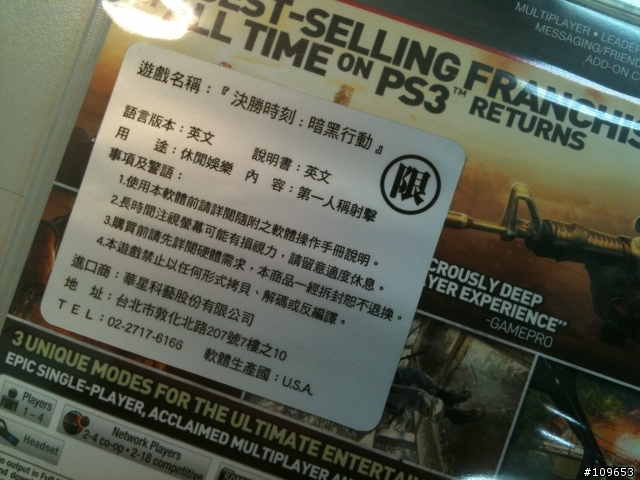 BEST-SELLING FRANCHIS
ALL TIME ON PS3™ RETURNS
MULTIPLAYER • LEADE
MESSAGING/FRIEND
ADD-ON
遊戲名稱：『決勝時刻：暗黑行動』
語言版本：英文 說明書：英文
用 途：休閒娛樂 內 容：第一人稱射擊
限
事項及警語：
1.使用本軟體前請詳閱隨附之軟體操作手冊說明。
2.長時間注視螢幕可能有損視力，請留意適度休息。
3.購買前請先詳閱硬體需求，本商品一經拆封恕不退換。
4.本遊戲禁止以任何形式拷貝、解碼或反編譯。
進口商：華星科藝股份有限公司
地 址：台北市敦化北路207號7樓之10
TEL：02-2717-6166 軟體生產國：U.S.A.
CROUSLY DEEP
YER EXPERIENCE"
-GAMEPRO
3 UNIQUE MODES FOR THE ULTIMATE ENTERTAIN
EPIC SINGLE-PLAYER, ACCLAIMED MULTIPLAYER
Players
1-4
Network Players
2-4 co-op • 2-18 competitive
Headset
#109653